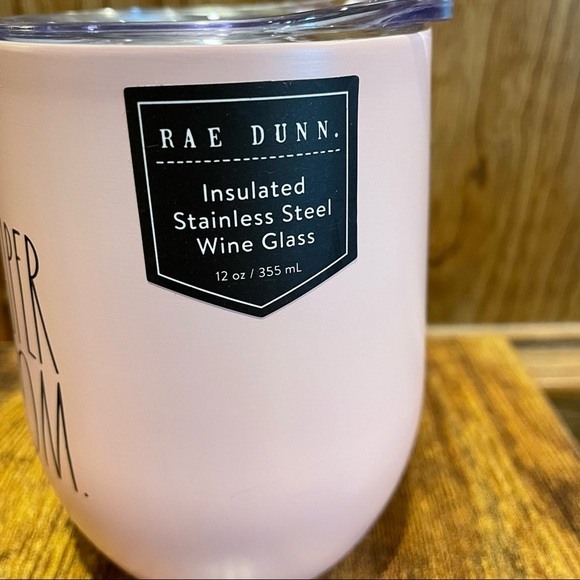 RAE DUNN.
Insulated
Stainless Steel
Wine Glass
12 oz / 355 mL